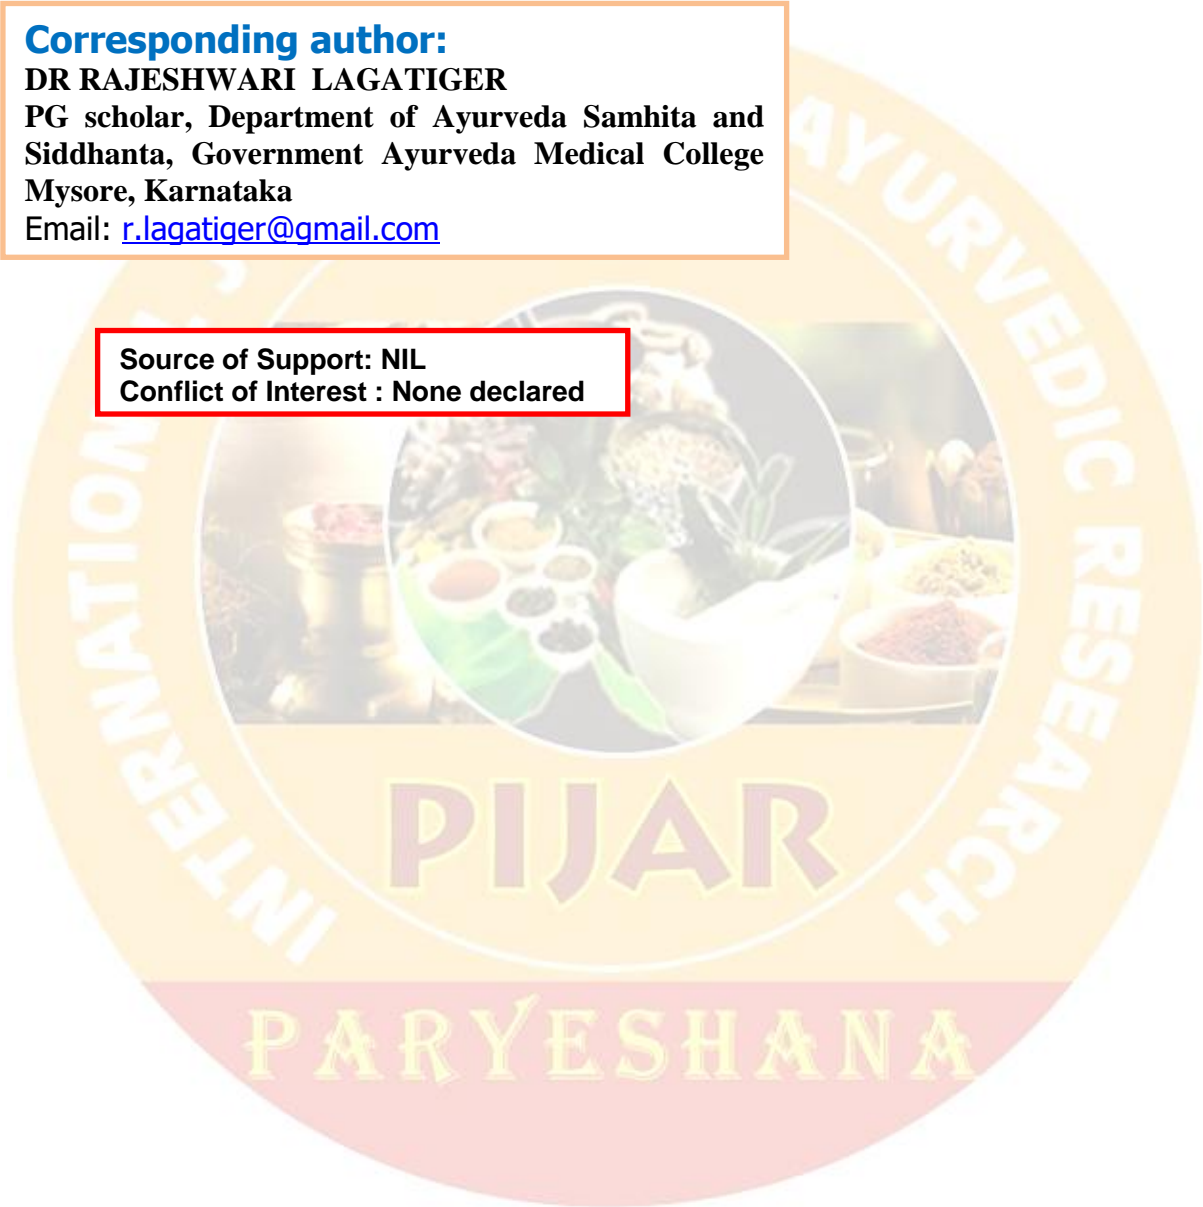 Corresponding author:
DR RAJESHWARI LAGATIGER
PG scholar, Department of Ayurveda Samhita and
Siddhanta, Government Ayurveda Medical College
Mysore, Karnataka
Email: r.lagatiger@gmail.com
Source of Support: NIL
Conflict of Interest : None declared
INTERNATIONAL J
AYURVEDIC RESEARCH
PIJAR
PARYESHANA